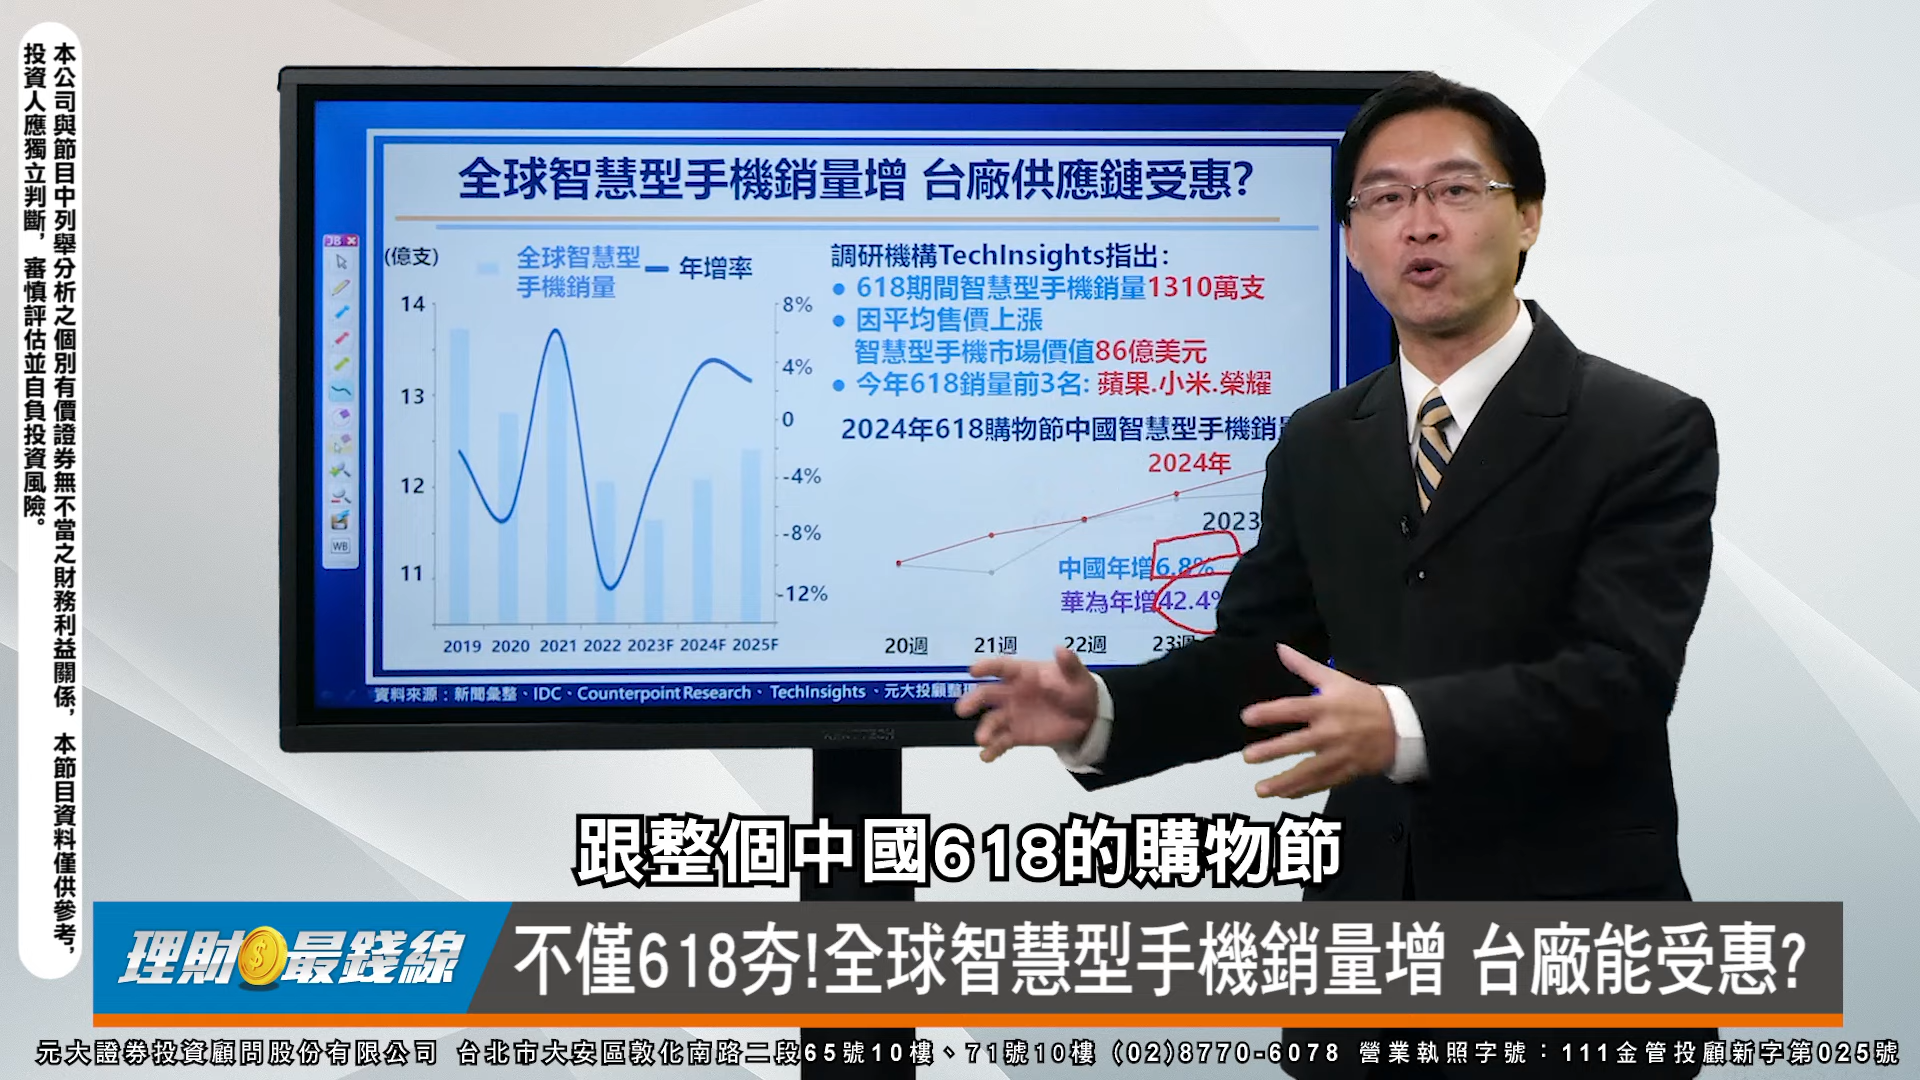 本公司與節目中列舉分析之個別有價證券無不當之財務利益關係， 本節目資料僅供參考，
投資人應獨立判斷，審慎評估並自負投資風險。
全球智慧型手機銷量增 台廠供應鏈受惠?
JB
WB
(億支)
全球智慧型
手機銷量
年增率
14
13
12
11
8%
4%
0
-4%
-8%
-12%
2019 2020 2021 2022 2023F 2024F 2025F
調研機構TechInsights指出:
618期間智慧型手機銷量1310萬支
因平均售價上漲
智慧型手機市場價值86億美元
今年618銷量前3名: 蘋果.小米.榮耀
2024年618購物節中國智慧型手機銷
2024年
2023
中國年增6.8%
華為年增42.4%
20週 21週 22週 23週
資料來源：新聞彙整、IDC、Counterpoint Research、TechInsights、元大投顧整理
跟整個中國618的購物節
理財最錢線
不僅618夯!全球智慧型手機銷量增 台廠能受惠?
元大證券投資顧問股份有限公司 台北市大安區敦化南路二段65號10樓、71號10樓 (02)8770-6078 營業執照字號：111金管投顧新字第025號